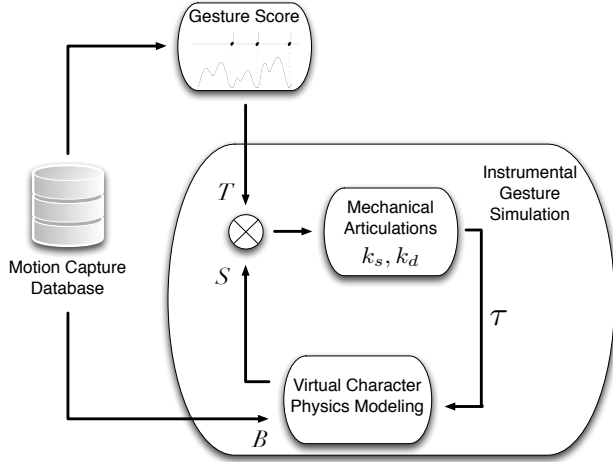 Gesture Score
Instrumental
Gesture
Simulation
T
Mechanical
Articulations
k_s, k_d
Motion Capture
Database
S
τ
Virtual Character
Physics Modeling
B